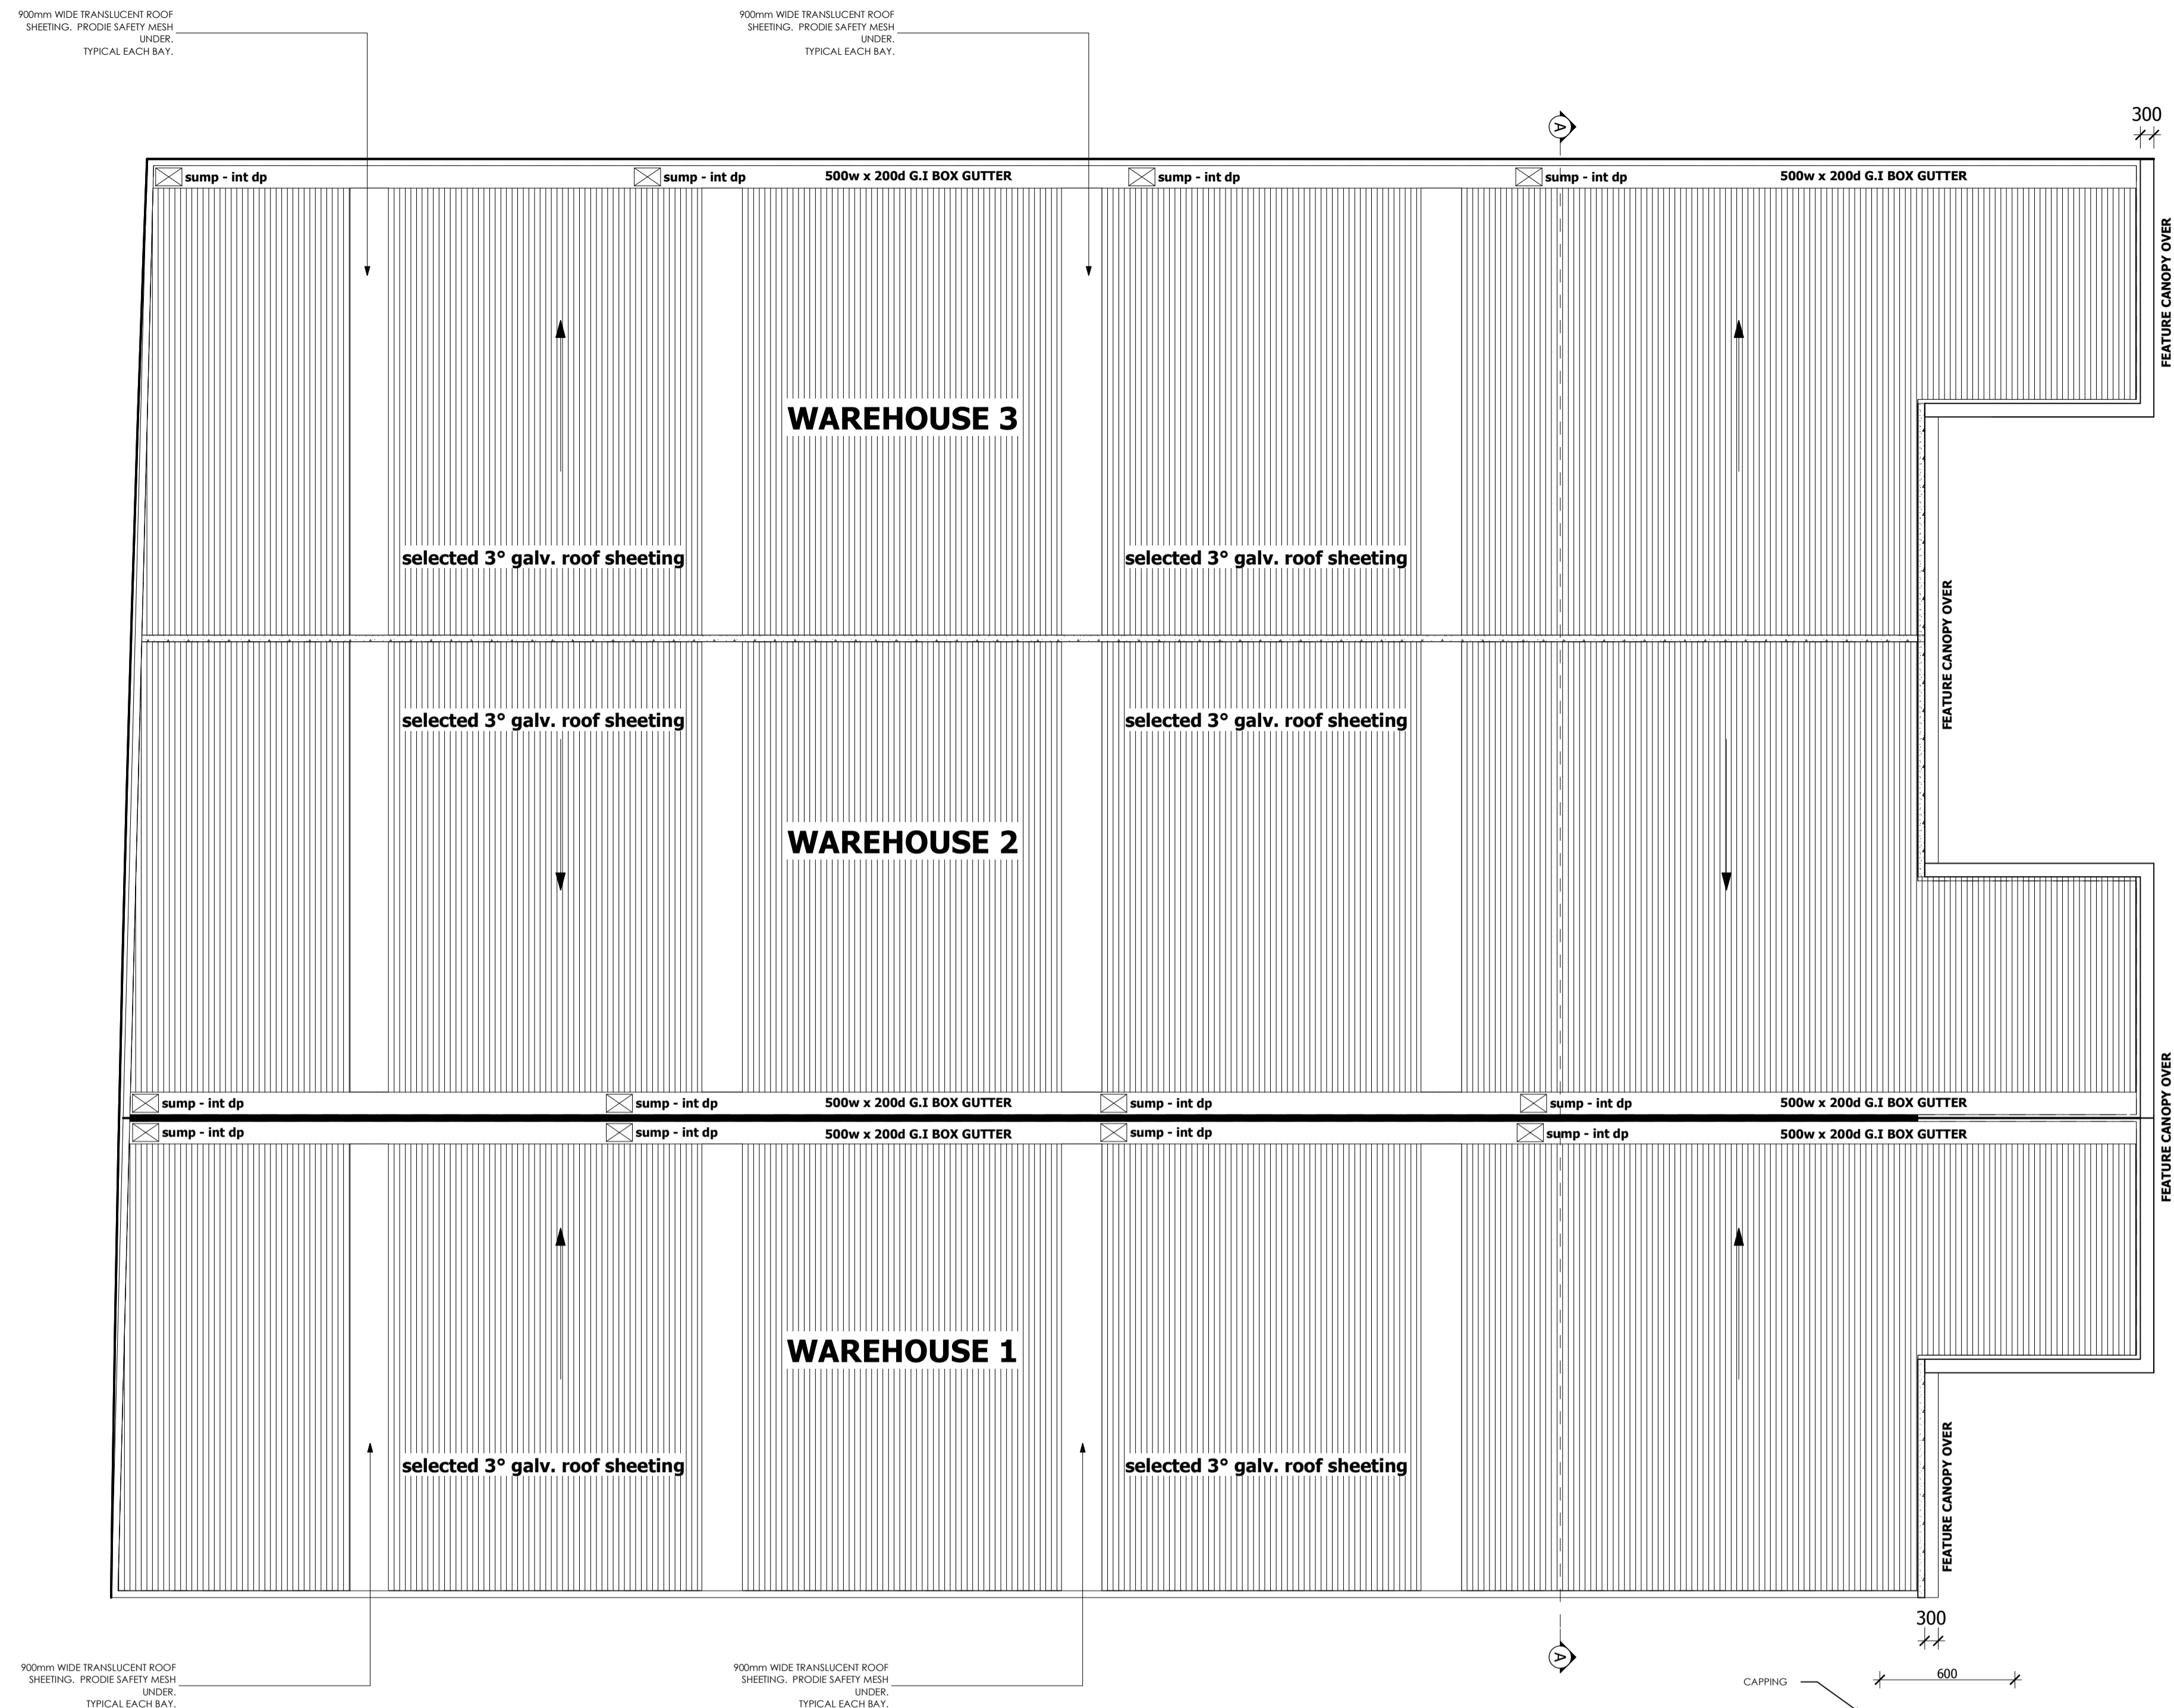 900mm WIDE TRANSLUCENT ROOF
SHEETING. PRODIE SAFETY MESH
UNDER.
TYPICAL EACH BAY.
900mm WIDE TRANSLUCENT ROOF
SHEETING. PRODIE SAFETY MESH
UNDER.
TYPICAL EACH BAY.
A
300
sump - int dp
sump - int dp
500w x 200d G.I BOX GUTTER
sump - int dp
sump - int dp
500w x 200d G.I BOX GUTTER
FEATURE CANOPY OVER
WAREHOUSE 3
selected 3° galv. roof sheeting
selected 3° galv. roof sheeting
FEATURE CANOPY OVER
selected 3° galv. roof sheeting
selected 3° galv. roof sheeting
WAREHOUSE 2
sump - int dp
sump - int dp
500w x 200d G.I BOX GUTTER
sump - int dp
sump - int dp
500w x 200d G.I BOX GUTTER
sump - int dp
sump - int dp
500w x 200d G.I BOX GUTTER
sump - int dp
sump - int dp
500w x 200d G.I BOX GUTTER
FEATURE CANOPY OVER
WAREHOUSE 1
selected 3° galv. roof sheeting
selected 3° galv. roof sheeting
FEATURE CANOPY OVER
300
A
900mm WIDE TRANSLUCENT ROOF
SHEETING. PRODIE SAFETY MESH
UNDER.
TYPICAL EACH BAY.
900mm WIDE TRANSLUCENT ROOF
SHEETING. PRODIE SAFETY MESH
UNDER.
TYPICAL EACH BAY.
CAPPING
600